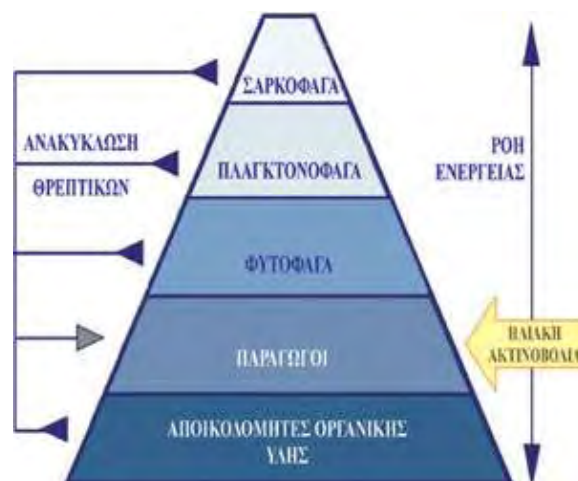 ΣΑΡΚΟΦΑΓΑ
ΑΝΑΚΥΚΛΩΣΗ
ΘΡΕΠΤΙΚΩΝ
ΠΛΑΓΚΤΟΝΟΦΑΓΑ
ΡΟΗ
ΕΝΕΡΓΕΙΑΣ
ΦΥΤΟΦΑΓΑ
ΠΑΡΑΓΩΓΟΙ
ΗΛΙΑΚΗ
ΑΚΤΙΝΟΒΟΛΙΑ
ΑΠΟΙΚΟΔΟΜΗΤΕΣ ΟΡΓΑΝΙΚΗΣ
ΥΛΗΣ